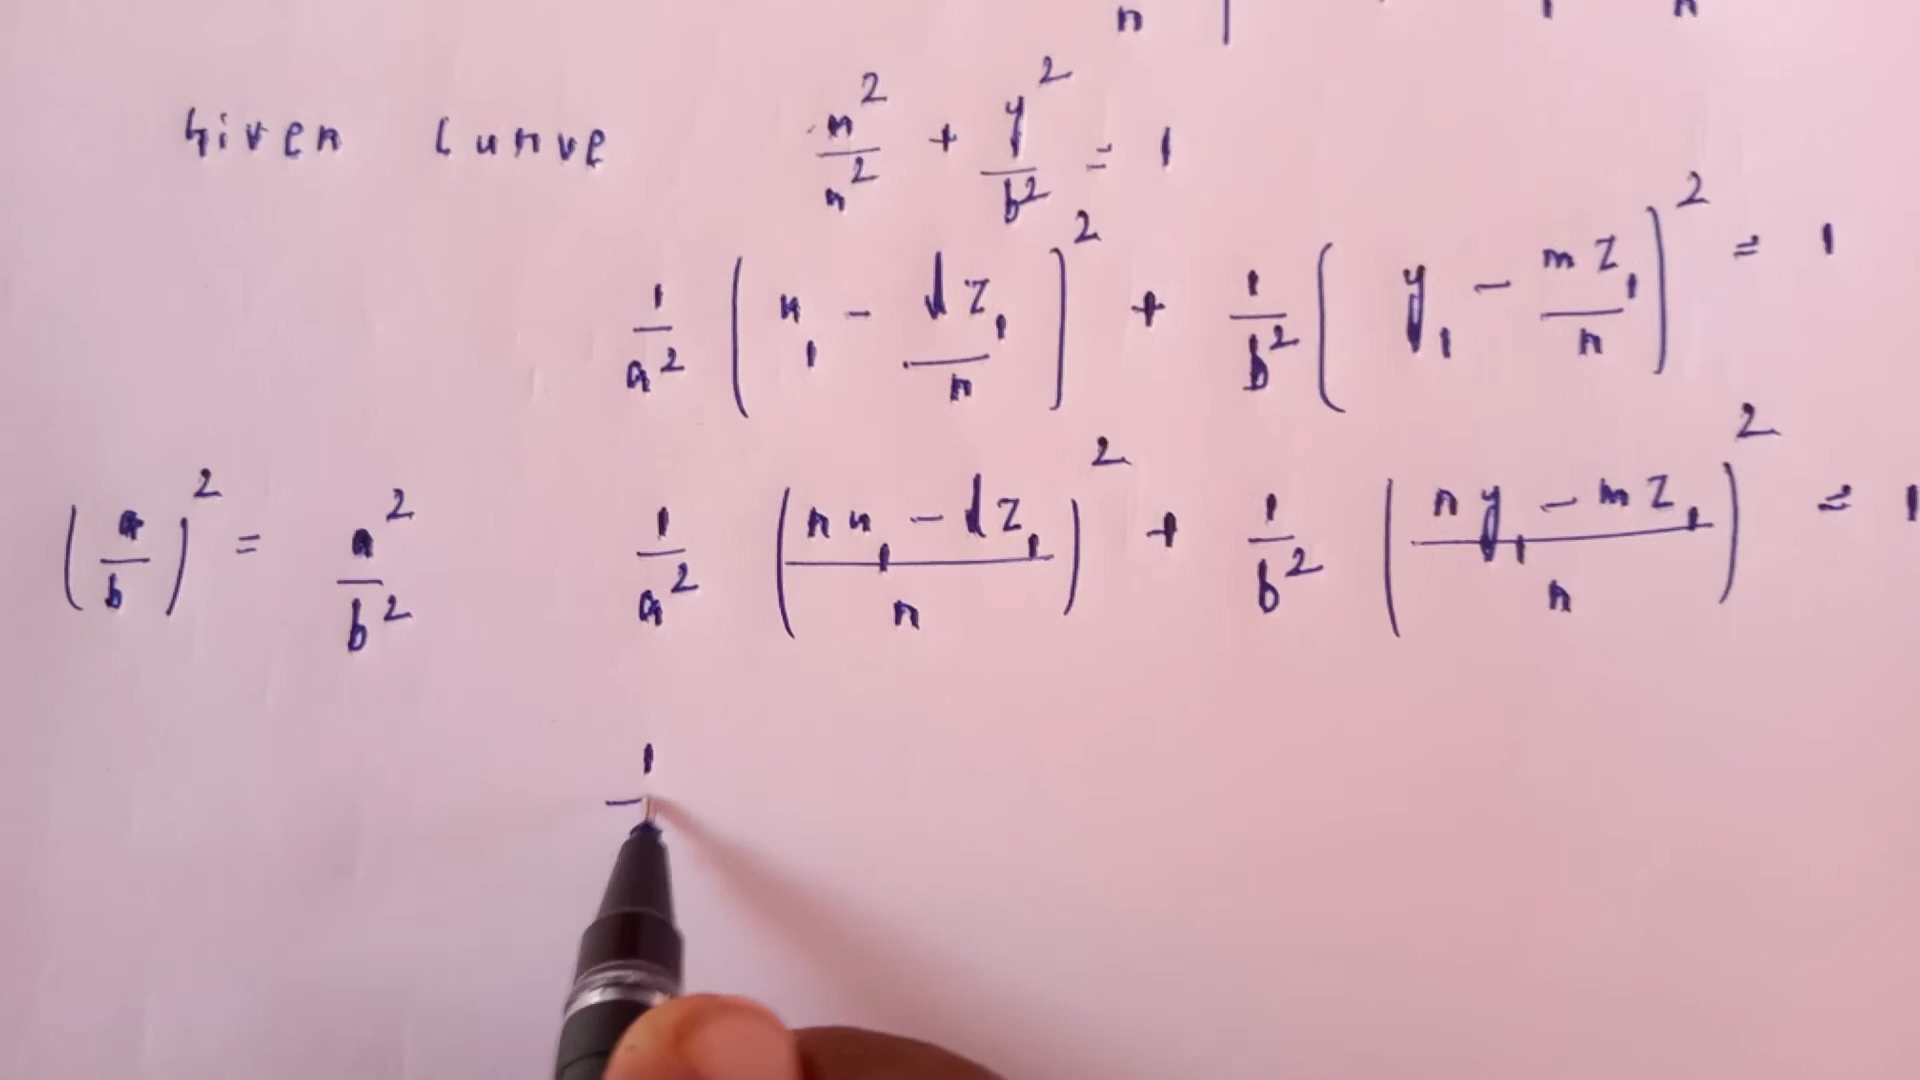 n n
Given Curve x²/a² + y²/b² = 1
1/a² (x₁ - lz₁/n)² + 1/b² (y₁ - mz₁/n)² = 1
(a/b)² = a²/b² 1/a² ((nx₁ - lz₁)/n)² + 1/b² ((ny₁ - mz₁)/n)² = 1
1